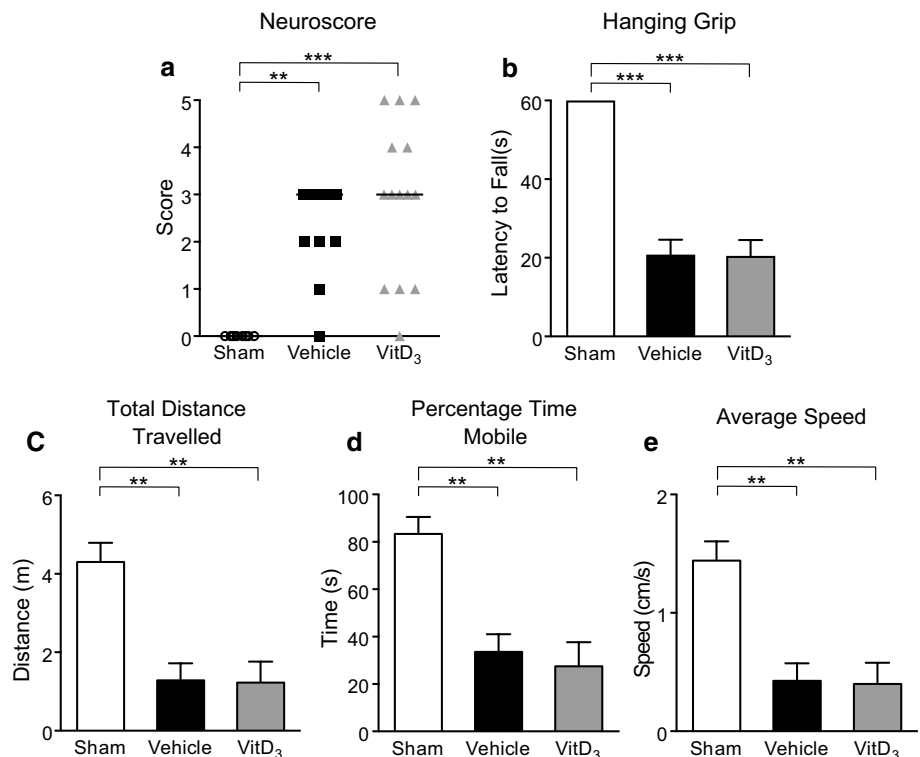 Neuroscore
a
***
**
Score
5
4
3
2
1
0
Sham Vehicle VitD₃
Hanging Grip
b
***
***
Latency to Fall(s)
60
40
20
0
Sham Vehicle VitD₃
Total Distance
Travelled
C
**
**
Distance (m)
6
4
2
0
Sham Vehicle VitD₃
Percentage Time
Mobile
d
**
**
Time (s)
100
80
60
40
20
0
Sham Vehicle VitD₃
Average Speed
e
**
**
Speed (cm/s)
2
1
0
Sham Vehicle VitD₃